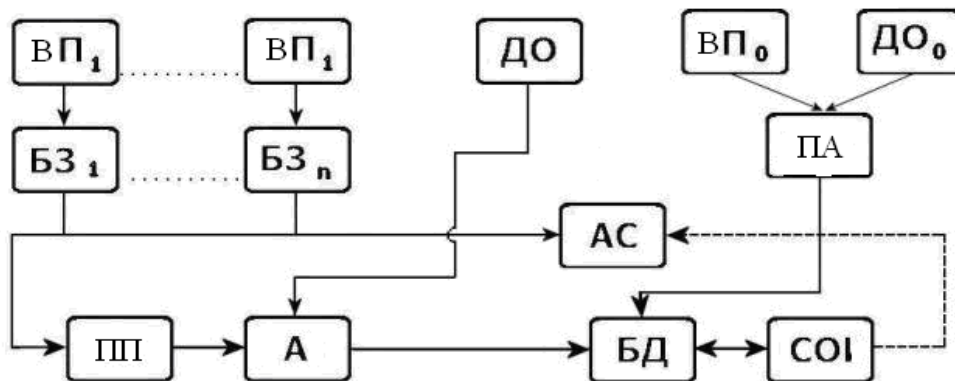 ВП₁ ВП₁ ДО ВП₀ ДО₀
БЗ₁ БЗₙ ПА
АС
ПП А БД СОІ